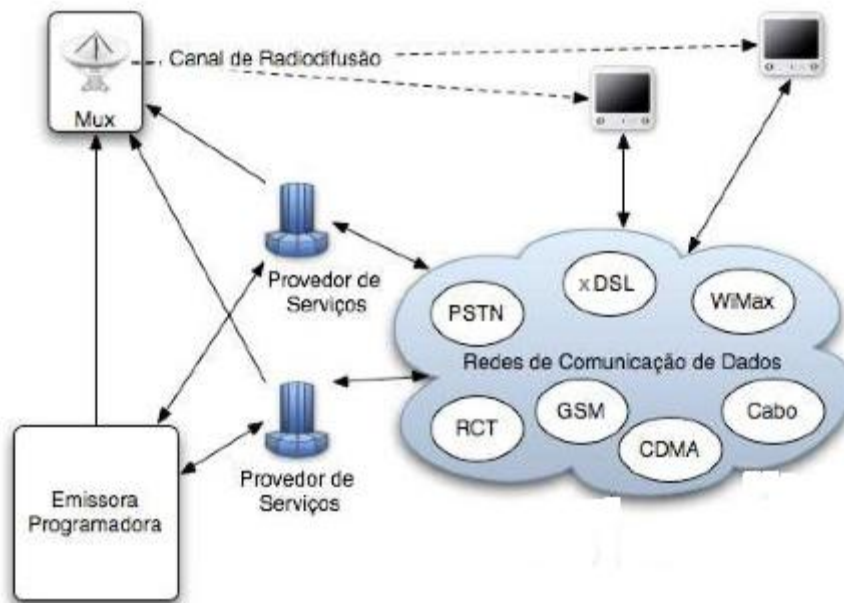 Canal de Radiodifusão
Mux
Provedor de
Serviços
xDSL
WiMax
PSTN
Redes de Comunicação de Dados
RCT
GSM
CDMA
Cabo
Provedor de
Serviços
Emissora
Programadora